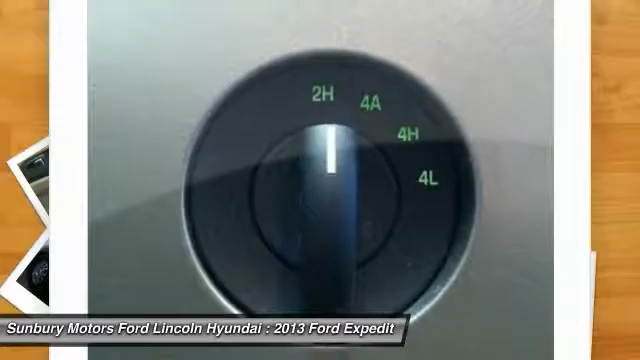 2H
4A
4H
4L
Sunbury Motors Ford Lincoln Hyundai : 2013 Ford Expedit